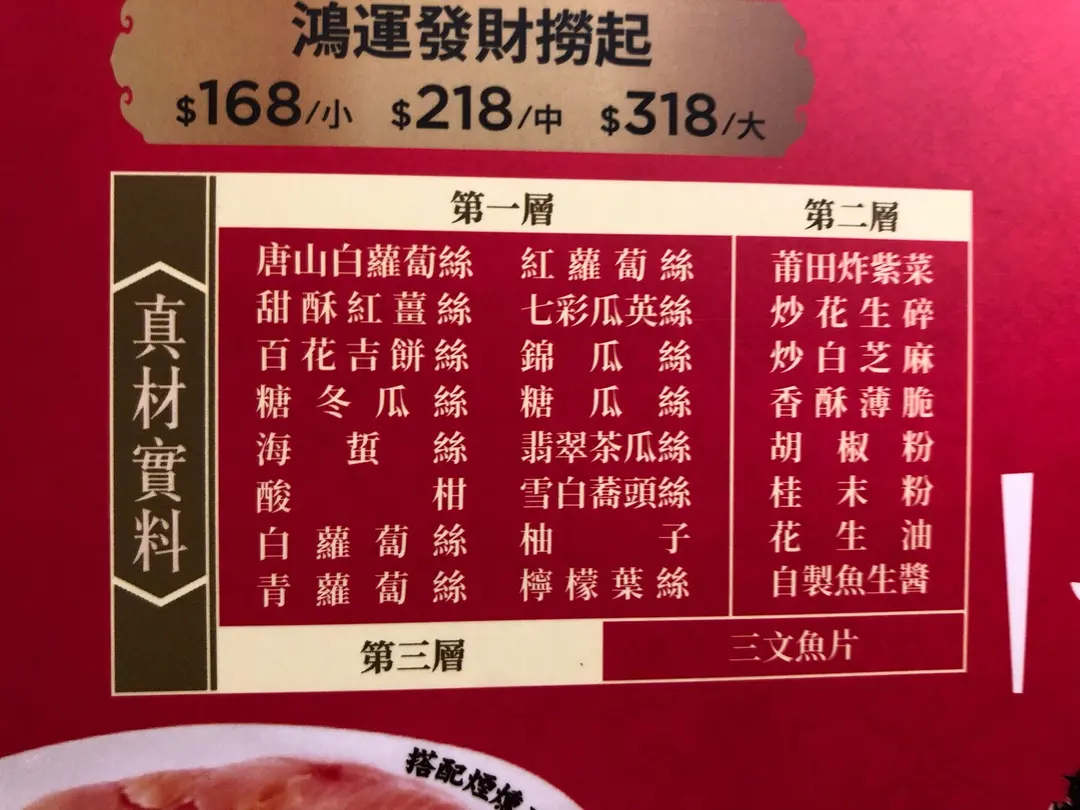 鴻運發財撈起
$168/小 $218/中 $318/大
真材實料
第一層
唐山白蘿蔔絲 紅蘿蔔絲
甜酥紅薑絲 七彩瓜英絲
百花吉餅絲 錦瓜絲
糖冬瓜絲 糖瓜絲
海蜇絲 翡翠茶瓜絲
酸柑 雪白蕎頭絲
白蘿蔔絲 柚子
青蘿蔔絲 檸檬葉絲
第二層
莆田炸紫菜
炒花生碎
炒白芝麻
香酥薄脆
胡椒粉
桂末粉
花生油
自製魚生醬
第三層 三文魚片
搭配煙燻